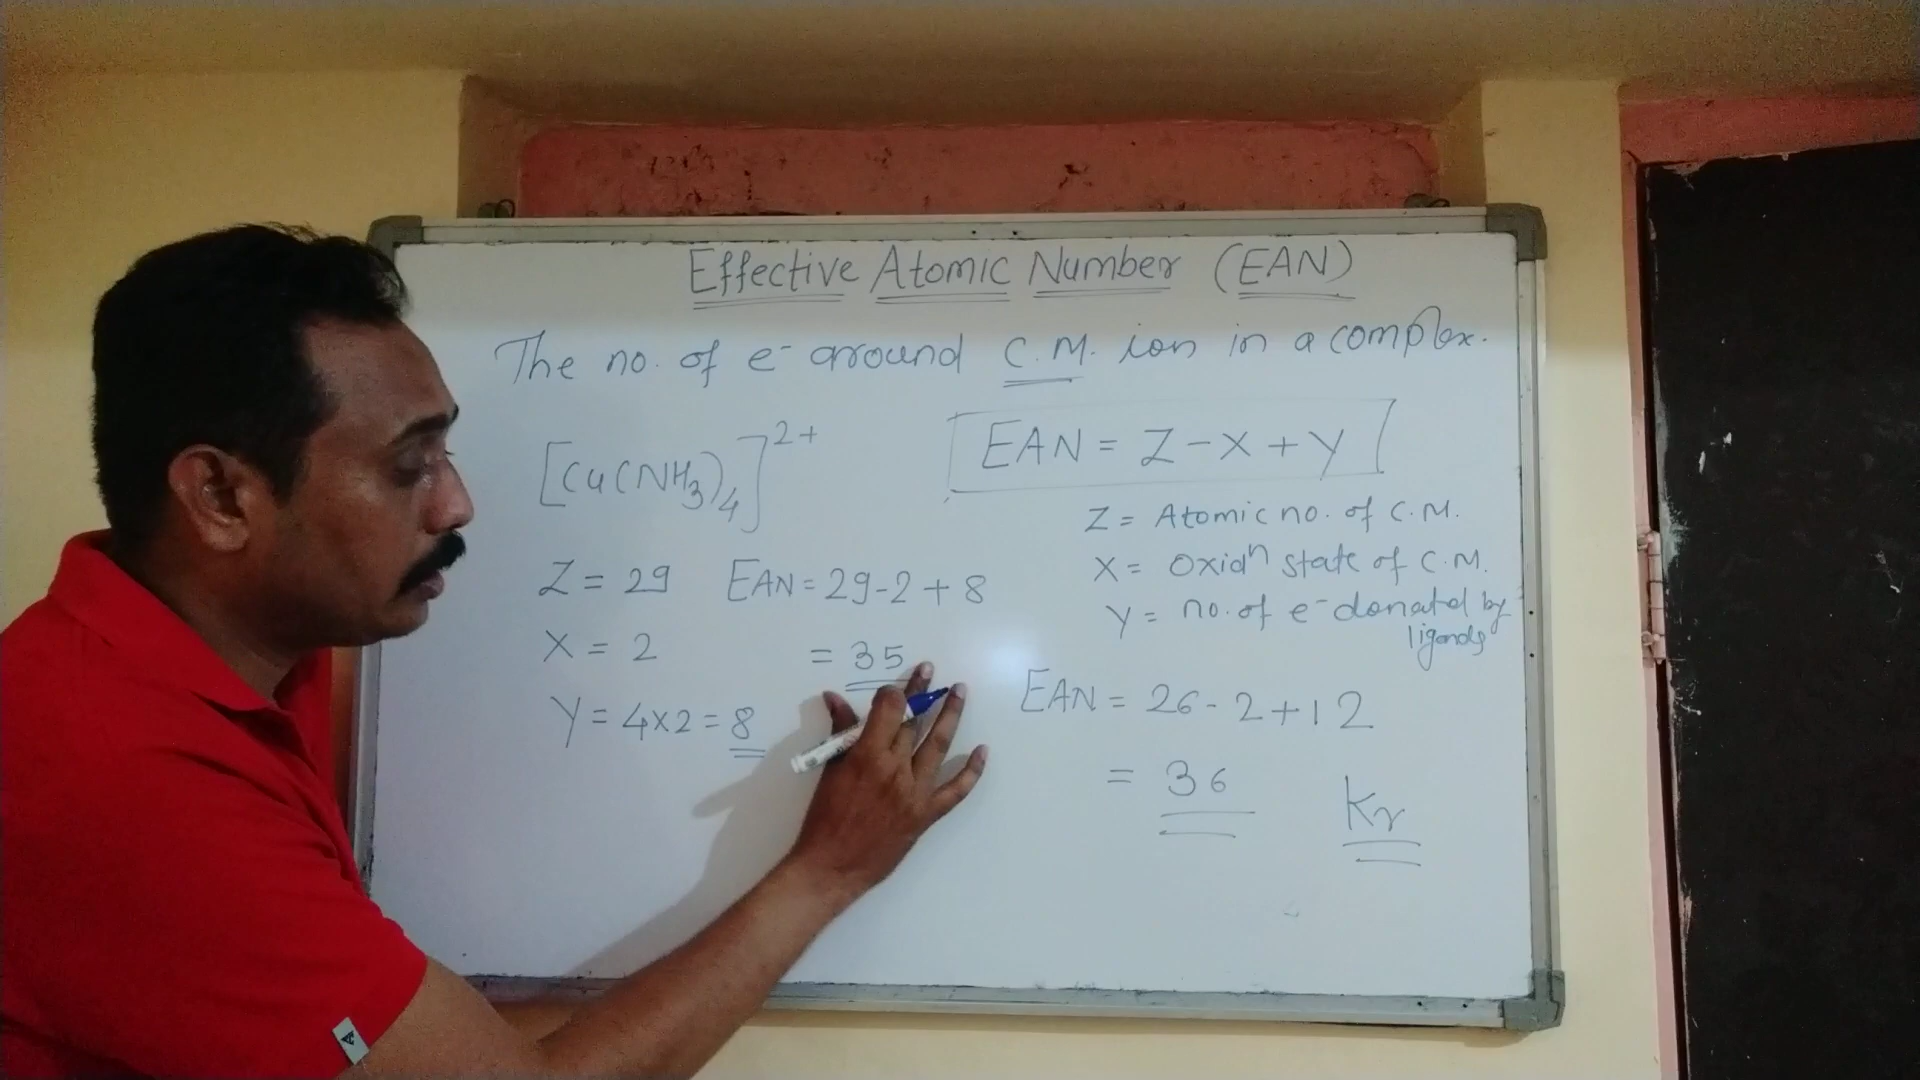 Effective Atomic Number (EAN)
The no. of e⁻ around C.M. ion in a complex.
[Cu(NH₃)₄]²⁺
EAN = Z - X + Y
Z = Atomic no. of C.M.
X = Oxidⁿ state of C.M.
Y = no. of e⁻ donated by
ligands
Z = 29 EAN = 29 - 2 + 8
X = 2 = 35
Y = 4 x 2 = 8
EAN = 26 - 2 + 12
= 36 Kr